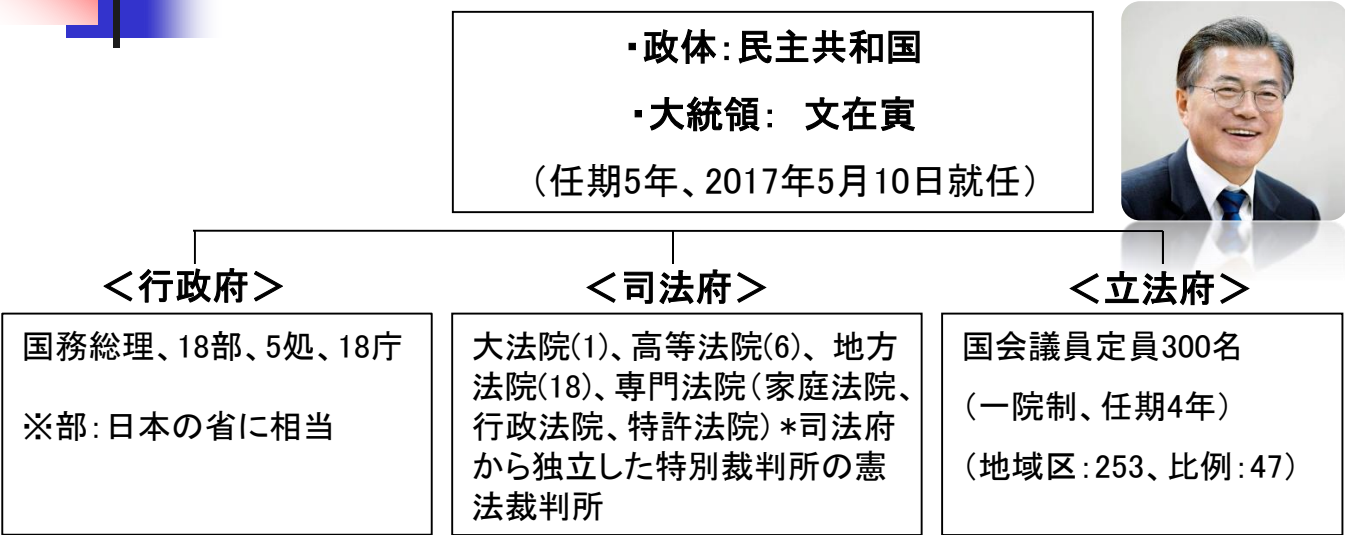 ・政体：民主共和国
・大統領： 文在寅
（任期5年、2017年5月10日就任）
＜行政府＞
国務総理、18部、5処、18庁
※部：日本の省に相当
＜司法府＞
大法院(1)、高等法院(6)、地方
法院(18)、専門法院（家庭法院、
行政法院、特許法院）*司法府
から独立した特別裁判所の憲
法裁判所
＜立法府＞
国会議員定員300名
（一院制、任期4年）
（地域区：253、比例：47）